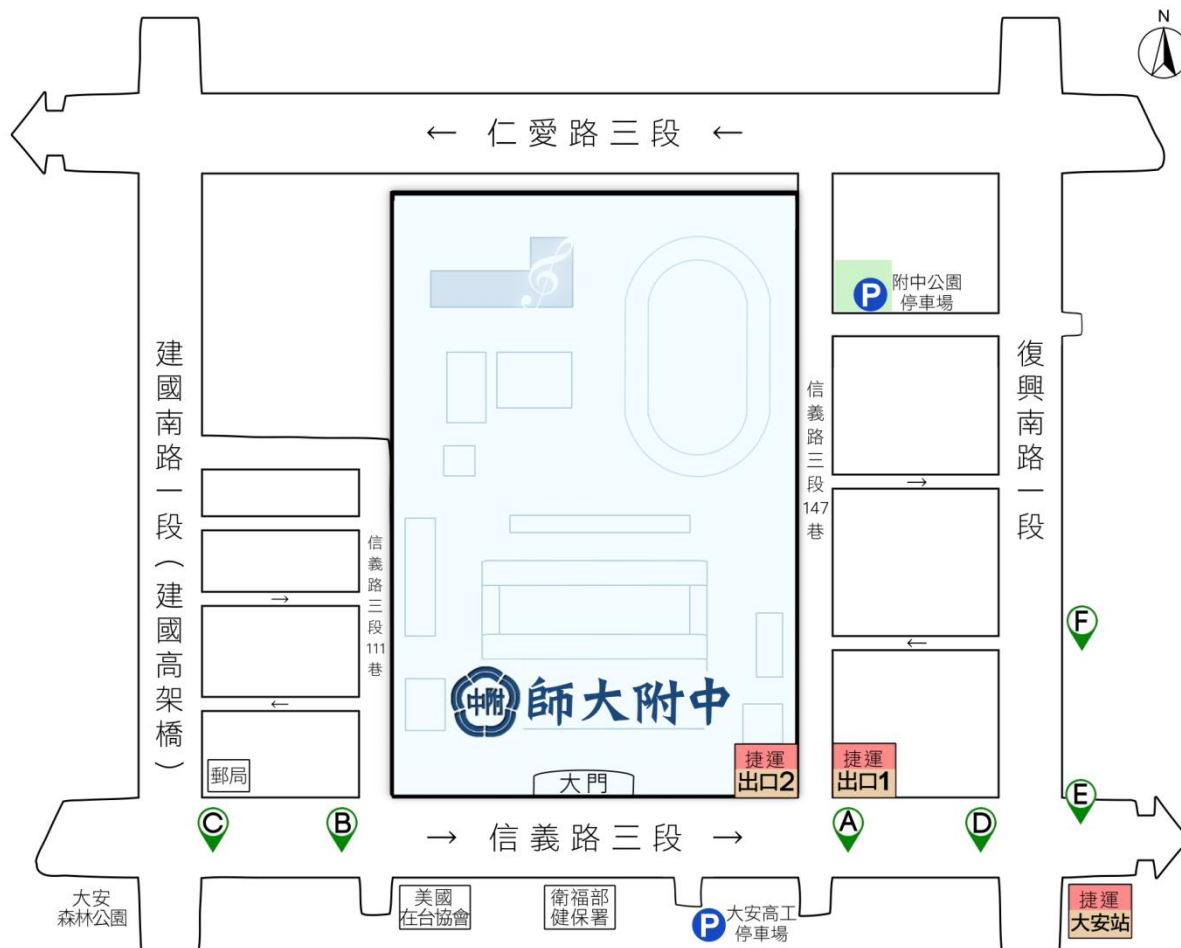 N
← 仁愛路三段 ←
P
附中公園
停車場
建國南路一段（建國高架橋）
復興南路一段
信義路三段147巷
→
信義路三段111巷
→
←
F
←
附中
師大附中
郵局
大門
捷運
出口2
捷運
出口1
C
B
→ 信義路三段 →
A
D
E
大安
森林公園
美國
在台協會
衛福部
健保署
P
大安高工
停車場
捷運
大安站